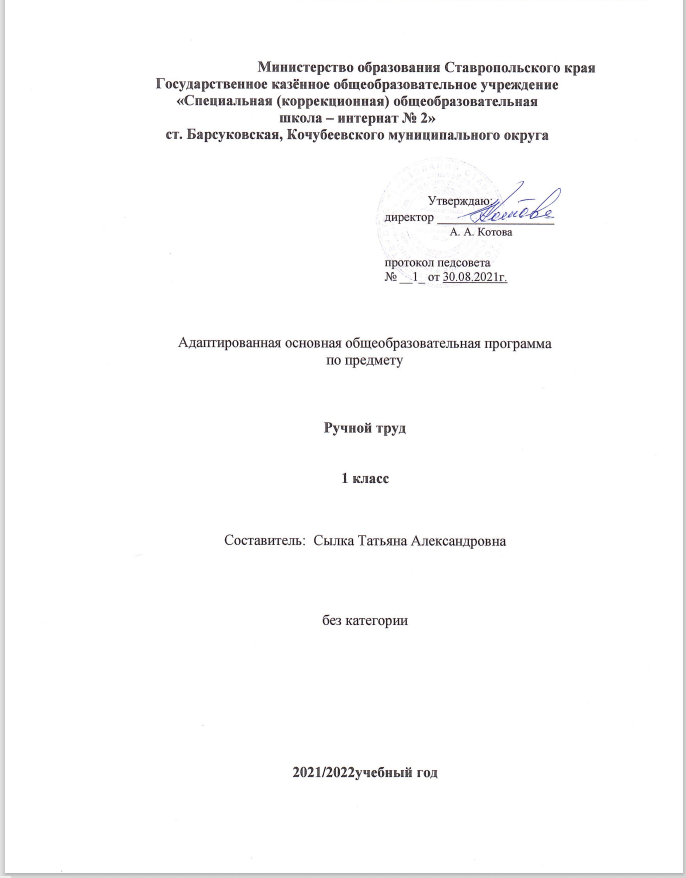 Министерство образования Ставропольского края
Государственное казённое общеобразовательное учреждение
«Специальная (коррекционная) общеобразовательная
школа – интернат № 2»
ст. Барсуковская, Кочубеевского муниципального округа
Утверждаю:
директор
А. А. Котова
протокол педсовета
№ __1_ от 30.08.2021г.
Адаптированная основная общеобразовательная программа
по предмету
Ручной труд
1 класс
Составитель:  Сылка Татьяна Александровна
без категории
2021/2022учебный год